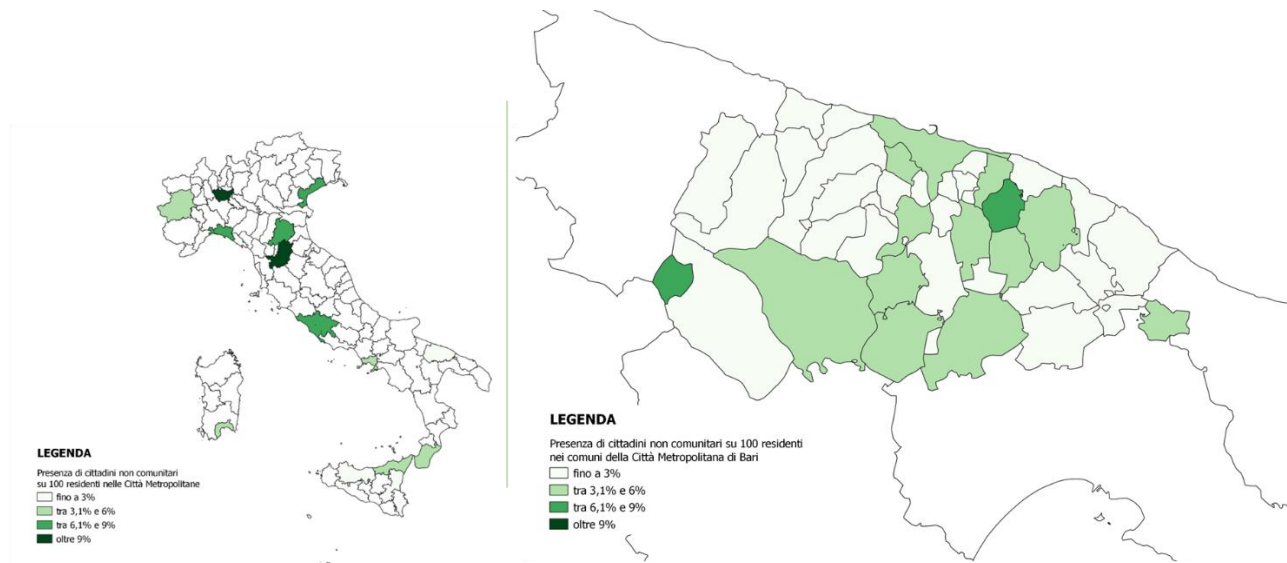 LEGENDA
Presenza di cittadini non comunitari
su 100 residenti nelle Città Metropolitane
fino a 3%
tra 3,1% e 6%
tra 6,1% e 9%
oltre 9%
LEGENDA
Presenza di cittadini non comunitari su 100 residenti
nei comuni della Città Metropolitana di Bari
fino a 3%
tra 3,1% e 6%
tra 6,1% e 9%
oltre 9%